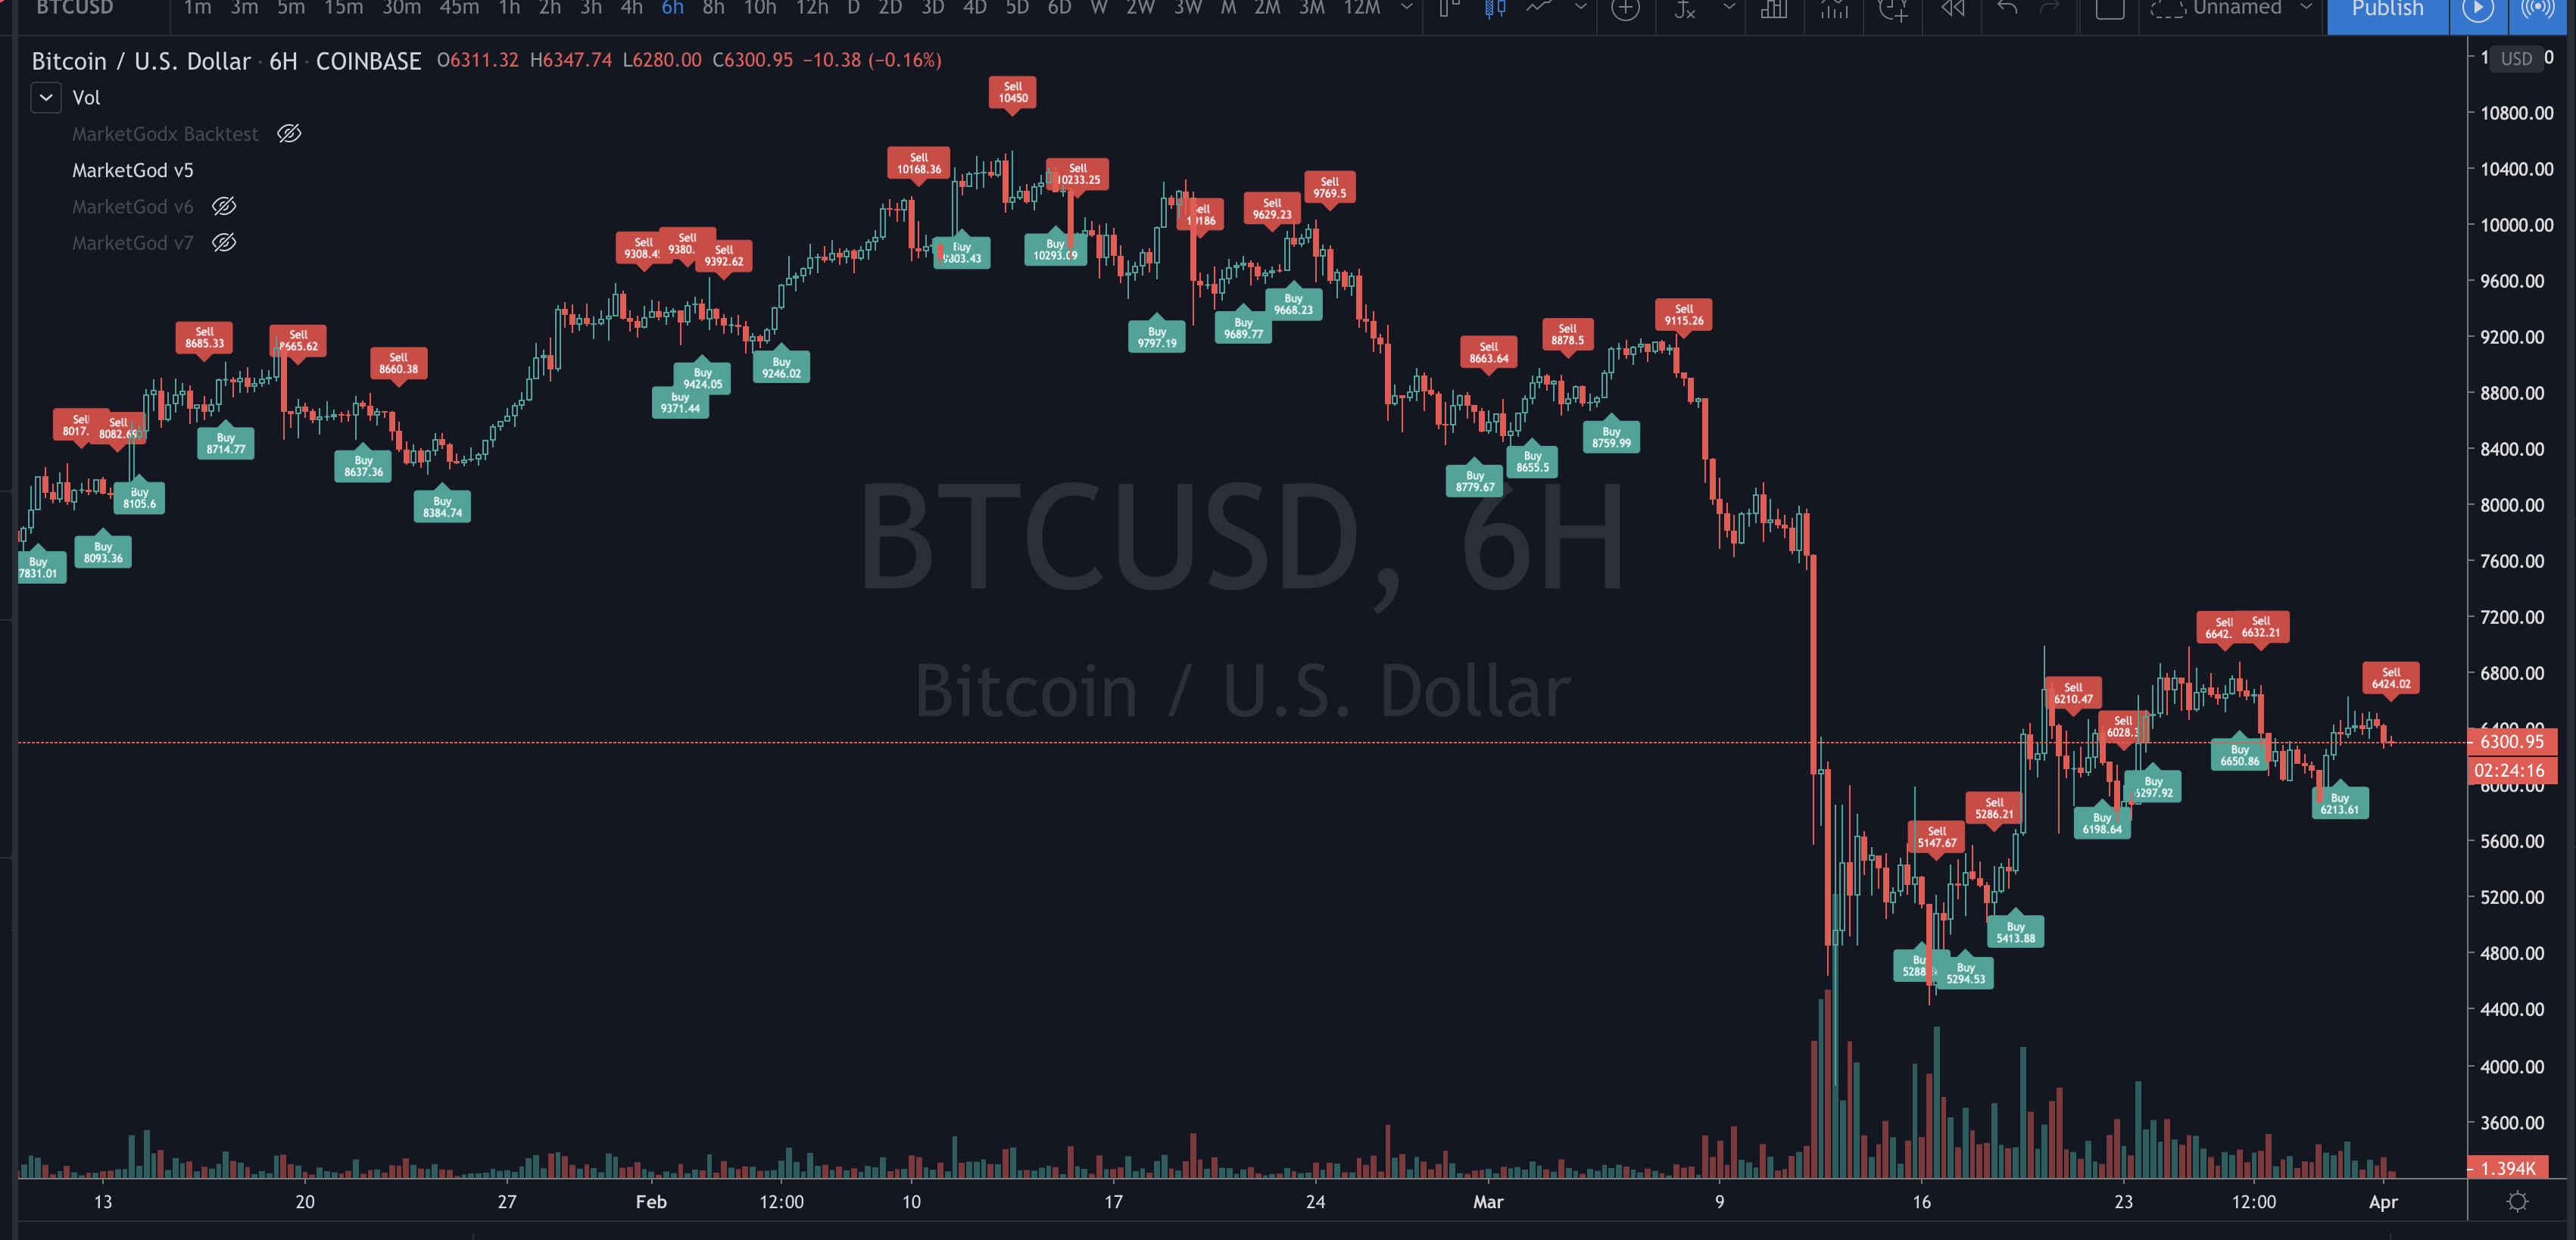 BTCUSD 1m 3m 5m 15m 30m 45m 1h 2h 3h 4h 6h 8h 10h 12h D 2D 3D 4D 5D 6D W 2W 3W M 2M 3M 12M Unnamed Publish
Bitcoin / U.S. Dollar · 6H · COINBASE O6311.32 H6347.74 L6280.00 C6300.95 −10.38 (−0.16%)
Vol
MarketGodx Backtest
MarketGod v5
MarketGod v6
MarketGod v7
BTCUSD, 6H
Bitcoin / U.S. Dollar
Buy
7831.01
Sell
8017.
Buy
8093.36
Sell
8082.69
Buy
8105.6
Sell
8685.33
Buy
8714.77
Sell
8665.62
Buy
8637.36
Sell
8660.38
Buy
8384.74
Sell
9308.4
Buy
9371.44
Sell
9380.
Buy
9424.05
Sell
9392.62
Buy
9246.02
Sell
10168.36
Buy
9803.43
Sell
10450
Buy
10293.09
Sell
10233.25
Buy
9797.19
Sell
10186
Buy
9689.77
Sell
9629.23
Buy
9668.23
Sell
9769.5
Buy
8779.67
Sell
8663.64
Buy
8655.5
Sell
8878.5
Buy
8759.99
Sell
9115.26
Buy
5288.
Sell
5147.67
Buy
5294.53
Sell
5286.21
Buy
5413.88
Sell
6210.47
Buy
6198.64
Sell
6028.3
Buy
6297.92
Sell
6642.
Buy
6650.86
Sell
6632.21
Buy
6213.61
Sell
6424.02
USD
10800.00
10400.00
10000.00
9600.00
9200.00
8800.00
8400.00
8000.00
7600.00
7200.00
6800.00
6400.00
6300.95
02:24:16
6000.00
5600.00
5200.00
4800.00
4400.00
4000.00
3600.00
1.394K
13 20 27 Feb 12:00 10 17 24 Mar 9 16 23 12:00 Apr